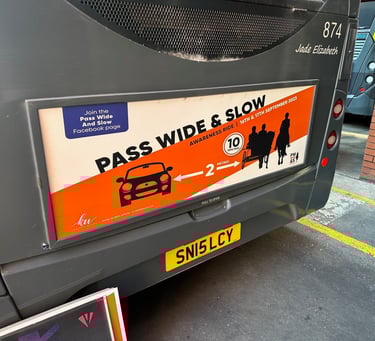 874
Jade Elizabeth
Join the
Pass Wide
And Slow
Facebook page
PASS WIDE & SLOW
AWARENESS RIDE | 16TH & 17TH SEPTEMBER 2023
10
2
SN15 LCY